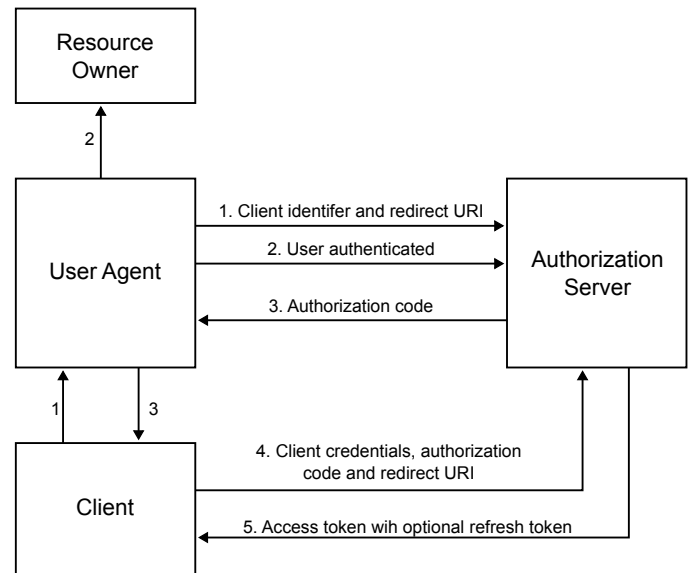 Resource
Owner
2
1. Client identifer and redirect URI
2. User authenticated
User Agent
Authorization
Server
3. Authorization code
1
3
4. Client credentials, authorization
code and redirect URI
Client
5. Access token wih optional refresh token